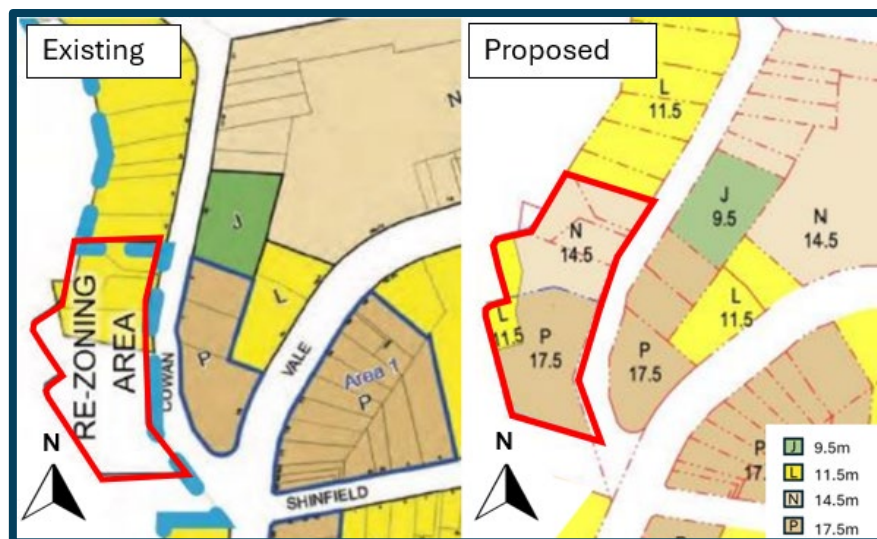 Existing
N
J
L
P
RE-ZONING
AREA
COWAN
VALE
Area 1
P
SHINFIELD
N
Proposed
L
11.5
J
9.5
N
14.5
N
14.5
L
11.5
L
11.5
P
17.5
P
17.5
P
17.
P
N
J 9.5m
L 11.5m
N 14.5m
P 17.5m